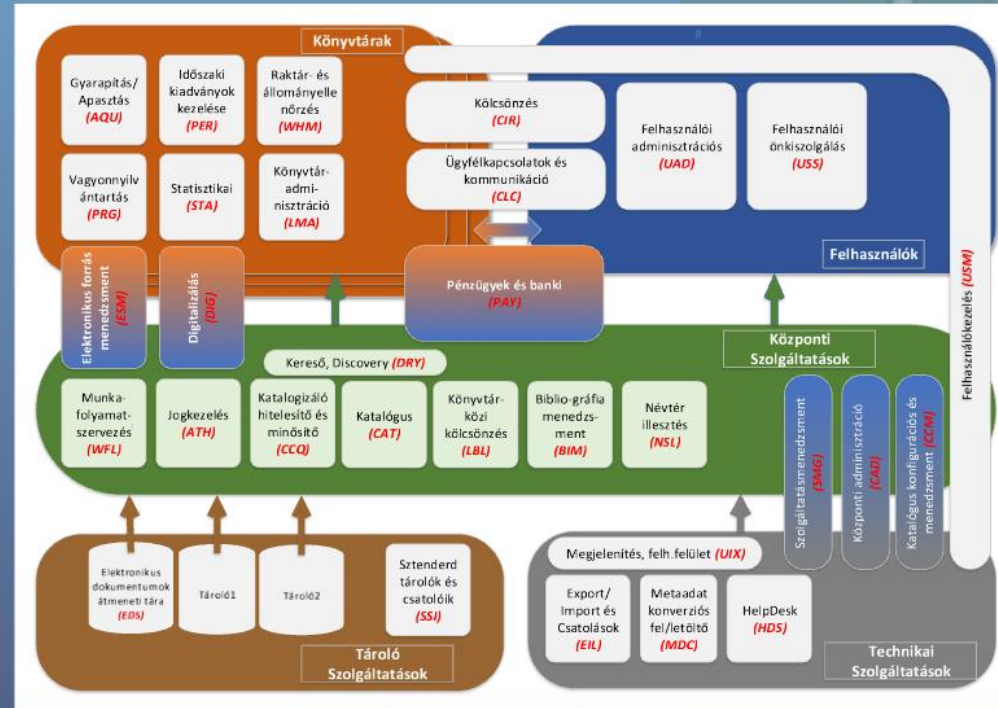 Könyvtárak
Gyarapítás/
Apasztás
(AQU)
Időszaki
kiadványok
kezelése
(PER)
Raktár- és
állományelle
nőrzés
(WHM)
Vagyonnyilv
ántartás
(PRG)
Statisztikai
(STA)
Könyvtár-
admi-
nisztráció
(LMA)
Kölcsönzés
(CIR)
Ügyfélkapcsolatok és
kommunikáció
(CLC)
Felhasználói
adminisztrációs
(UAD)
Felhasználói
önkiszolgálás
(USS)
Felhasználók
Felhasználókezelés (USM)
Elektronikus forrás
menedzsment
(ESM)
Digitalizálás
(DIG)
Pénzügyek és banki
(PAY)
Központi
Szolgáltatások
Kereső, Discovery (DRY)
Munka-
folyamat-
szervezés
(WFL)
Jogkezelés
(ATH)
Katalogizáló
hitelesítő és
minősítő
(CCQ)
Katalógus
(CAT)
Könyvtár-
közi
kölcsönzés
(LBL)
Biblio-gráfia
menedzs-
ment
(BIM)
Névtér
illesztés
(NSL)
Szolgáltatásmenedzsment
(SMG)
Központi adminisztráció
(CAD)
Katalógus konfigurációs és
menedzsment (CCM)
Elektronikus
dokumentumok
átmeneti tára
(EDS)
Tároló1
Tároló2
Sztenderd
tárolók és
csatolóik
(SSI)
Tároló
Szolgáltatások
Megjelenítés, felh.felület (UIX)
Export/
Import és
Csatolások
(EIL)
Metaadat
konverziós
fel/letöltő
(MDC)
HelpDesk
(HDS)
Technikai
Szolgáltatások